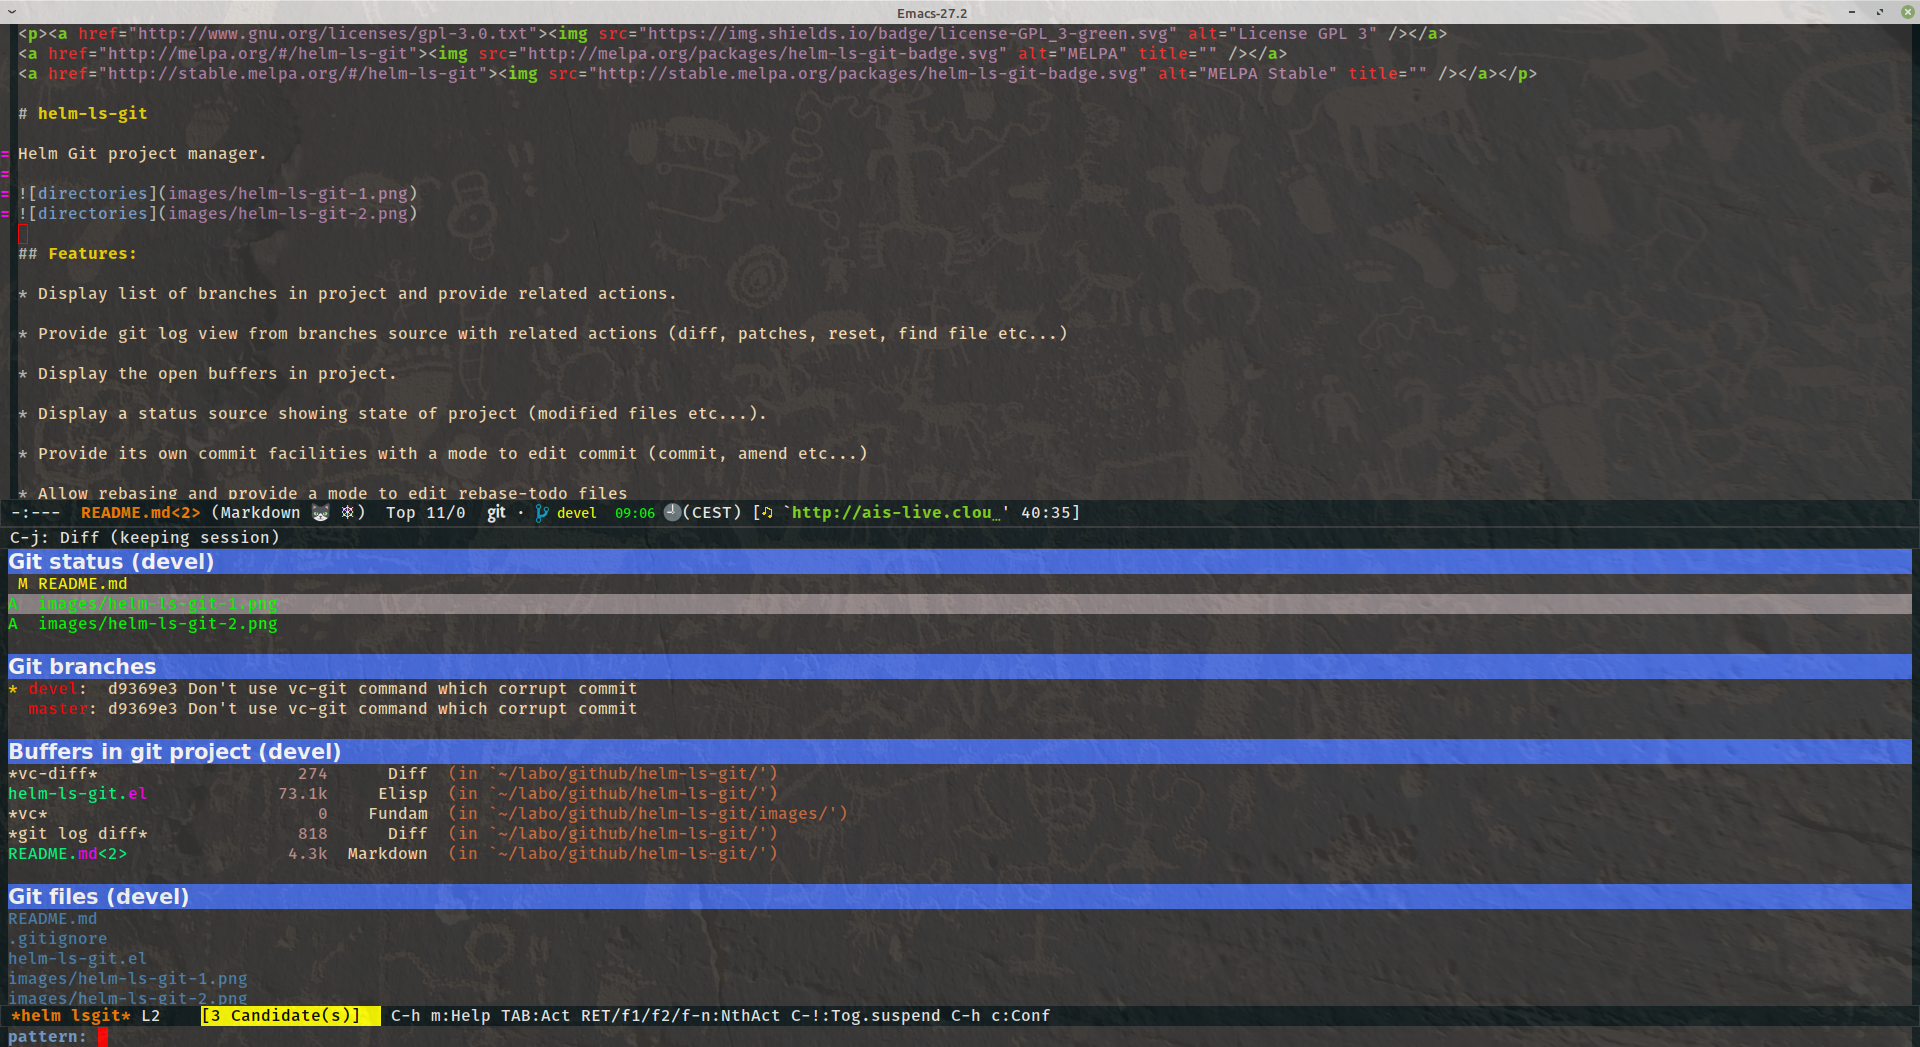 Emacs-27.2
<p><a href="http://www.gnu.org/licenses/gpl-3.0.txt"><img src="https://img.shields.io/badge/license-GPL_3-green.svg" alt="License GPL 3" /></a>
<a href="http://melpa.org/#/helm-ls-git"><img src="http://melpa.org/packages/helm-ls-git-badge.svg" alt="MELPA" title="" /></a>
<a href="http://stable.melpa.org/#/helm-ls-git"><img src="http://stable.melpa.org/packages/helm-ls-git-badge.svg" alt="MELPA Stable" title="" /></a></p>
# helm-ls-git
= Helm Git project manager.
=
= ![directories](images/helm-ls-git-1.png)
= ![directories](images/helm-ls-git-2.png)
## Features:
* Display list of branches in project and provide related actions.
* Provide git log view from branches source with related actions (diff, patches, reset, find file etc...)
* Display the open buffers in project.
* Display a status source showing state of project (modified files etc...).
* Provide its own commit facilities with a mode to edit commit (commit, amend etc...)
* Allow rebasing and provide a mode to edit rebase-todo files
-:--- README.md<2> (Markdown 🐱 ☸) Top 11/0 git · devel 09:06 (CEST) [♫ `http://ais-live.clou_' 40:35]
C-j: Diff (keeping session)
Git status (devel)
M README.md
A images/helm-ls-git-1.png
A images/helm-ls-git-2.png
Git branches
* devel: d9369e3 Don't use vc-git command which corrupt commit
master: d9369e3 Don't use vc-git command which corrupt commit
Buffers in git project (devel)
*vc-diff* 274 Diff (in `~/labo/github/helm-ls-git/')
helm-ls-git.el 73.1k Elisp (in `~/labo/github/helm-ls-git/')
*vc* 0 Fundam (in `~/labo/github/helm-ls-git/images/')
*git log diff* 818 Diff (in `~/labo/github/helm-ls-git/')
README.md<2> 4.3k Markdown (in `~/labo/github/helm-ls-git/')
Git files (devel)
README.md
.gitignore
helm-ls-git.el
images/helm-ls-git-1.png
images/helm-ls-git-2.png
*helm lsgit* L2 [3 Candidate(s)] C-h m:Help TAB:Act RET/f1/f2/f-n:NthAct C-!:Tog.suspend C-h c:Conf
pattern: